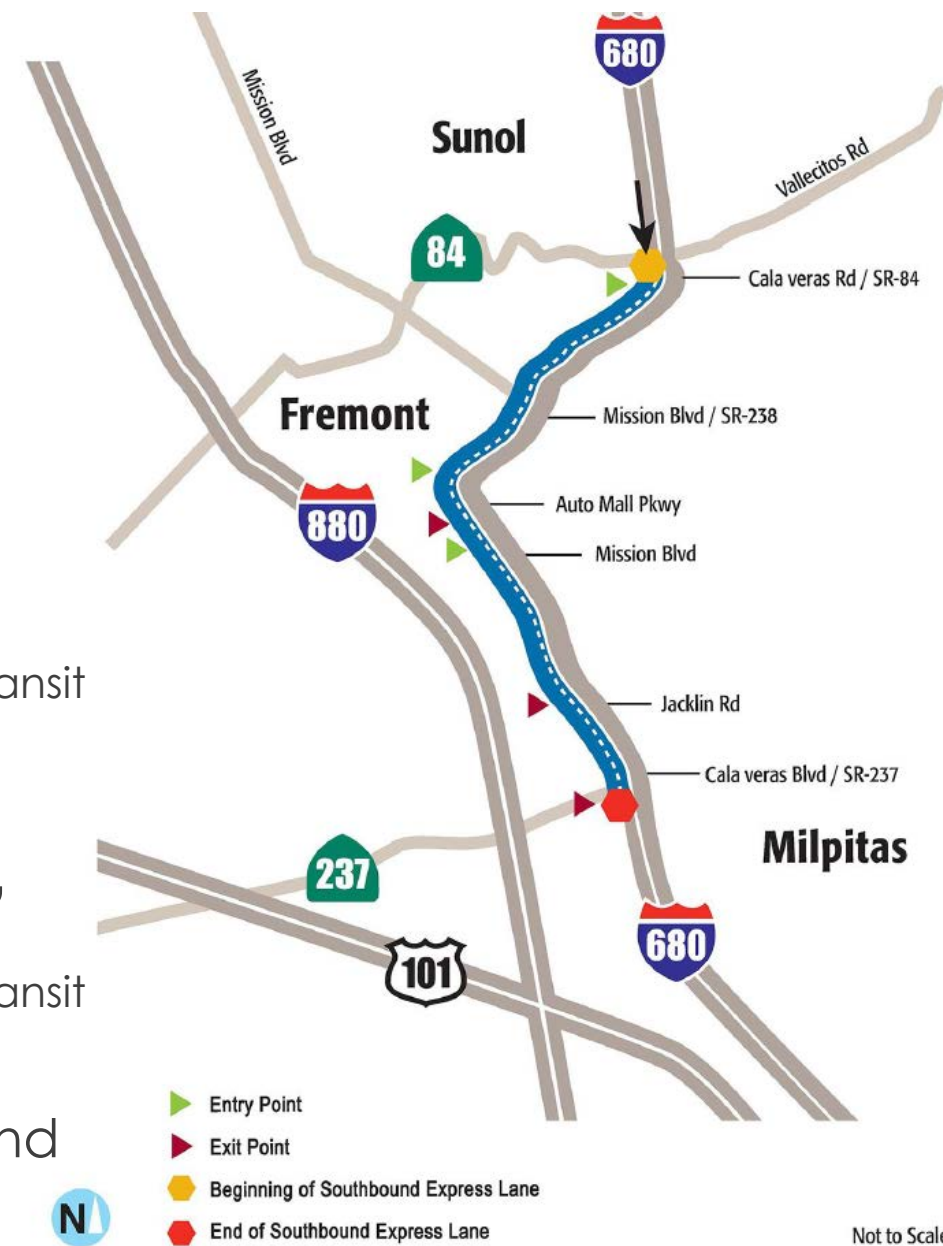 680
Mission Blvd
Sunol
Vallecitos Rd
84
Cala veras Rd / SR-84
Fremont
Mission Blvd / SR-238
Auto Mall Pkwy
880
Mission Blvd
ansit
Jacklin Rd
Cala veras Blvd / SR-237
Milpitas
237
,
680
101
ansit
Entry Point
nd
Exit Point
Beginning of Southbound Express Lane
N
End of Southbound Express Lane
Not to Scale